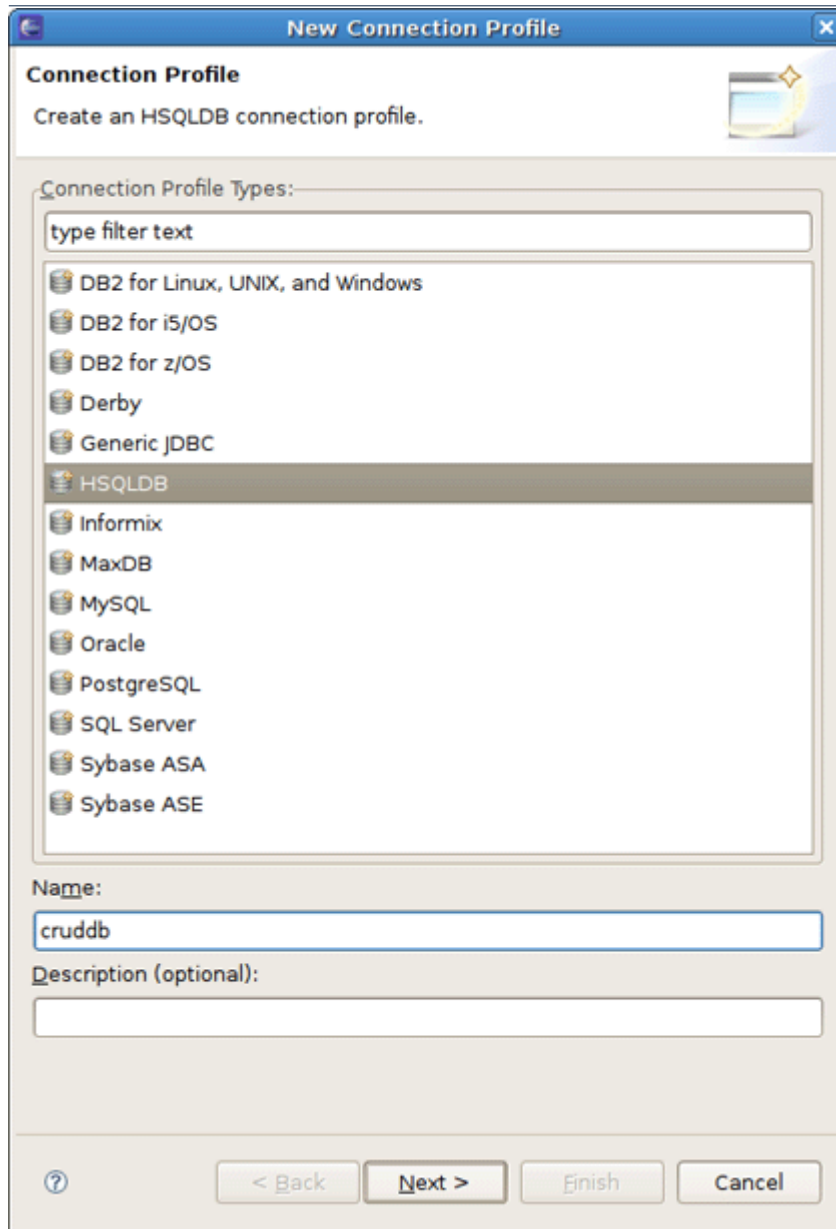 New Connection Profile
Connection Profile
Create an HSQLDB connection profile.
Connection Profile Types:
type filter text
DB2 for Linux, UNIX, and Windows
DB2 for i5/OS
DB2 for z/OS
Derby
Generic JDBC
HSQLDB
Informix
MaxDB
MySQL
Oracle
PostgreSQL
SQL Server
Sybase ASA
Sybase ASE
Name:
cruddb
Description (optional):
< Back Next > Finish Cancel